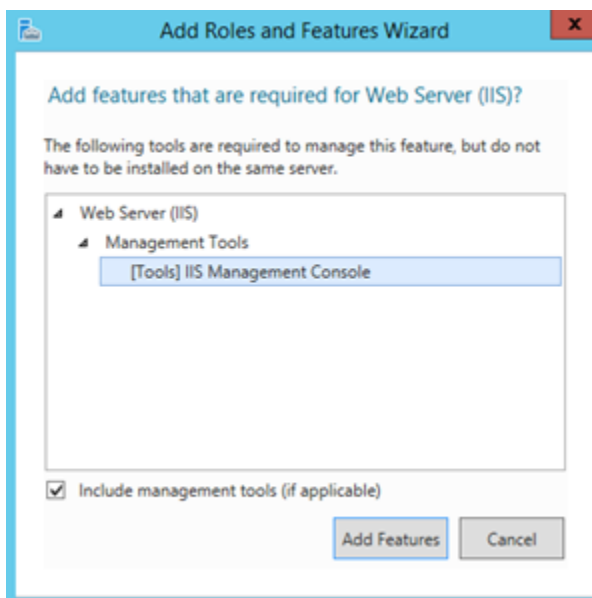 Add Roles and Features Wizard
x
Add features that are required for Web Server (IIS)?
The following tools are required to manage this feature, but do not
have to be installed on the same server.
Web Server (IIS)
Management Tools
[Tools] IIS Management Console
Include management tools (if applicable)
Add Features
Cancel